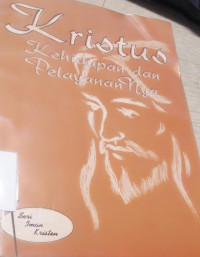 Kristus
Kehidupan dan
Pelayanan Nya
Seri
Iman
Kristen